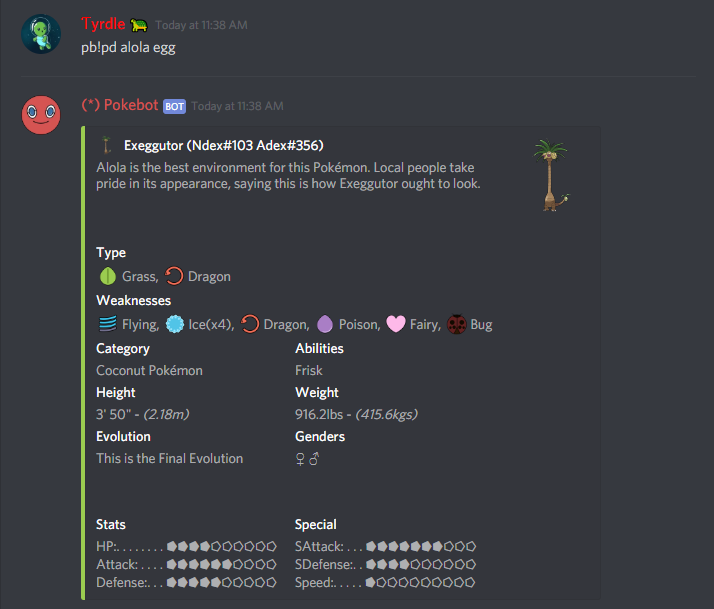 Tyrdle Today at 11:38 AM
pb!pd alola egg
(*) Pokebot BOT Today at 11:38 AM
Exeggutor (Ndex#103 Adex#356)
Alola is the best environment for this Pokémon. Local people take
pride in its appearance, saying this is how Exeggutor ought to look.
Type
Grass, Dragon
Weaknesses
Flying, Ice(x4), Dragon, Poison, Fairy, Bug
Category Abilities
Coconut Pokémon Frisk
Height Weight
3' 50" - (2.18m) 916.2lbs - (415.6kgs)
Evolution Genders
This is the Final Evolution ♀♂
Stats Special
HP:. . . . . . . . SAttack: . . .
Attack: . . . . SDefense:. .
Defense:. . . Speed:. . . . .